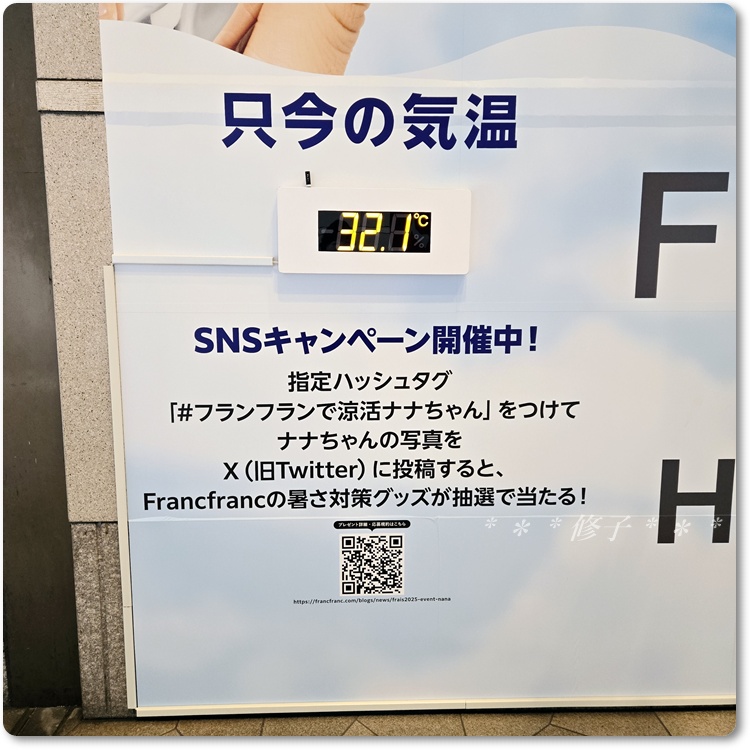 只今の気温
32.1℃
%
F
SNSキャンペーン開催中！
指定ハッシュタグ
「#フランフランで涼活ナナちゃん」をつけて
ナナちゃんの写真を
X（旧Twitter）に投稿すると、
Francfrancの暑さ対策グッズが抽選で当たる！
H
＊＊＊修子＊＊＊
プレゼント詳細・応募規約はこちら
https://francfranc.com/blogs/news/frais2025-event-nana